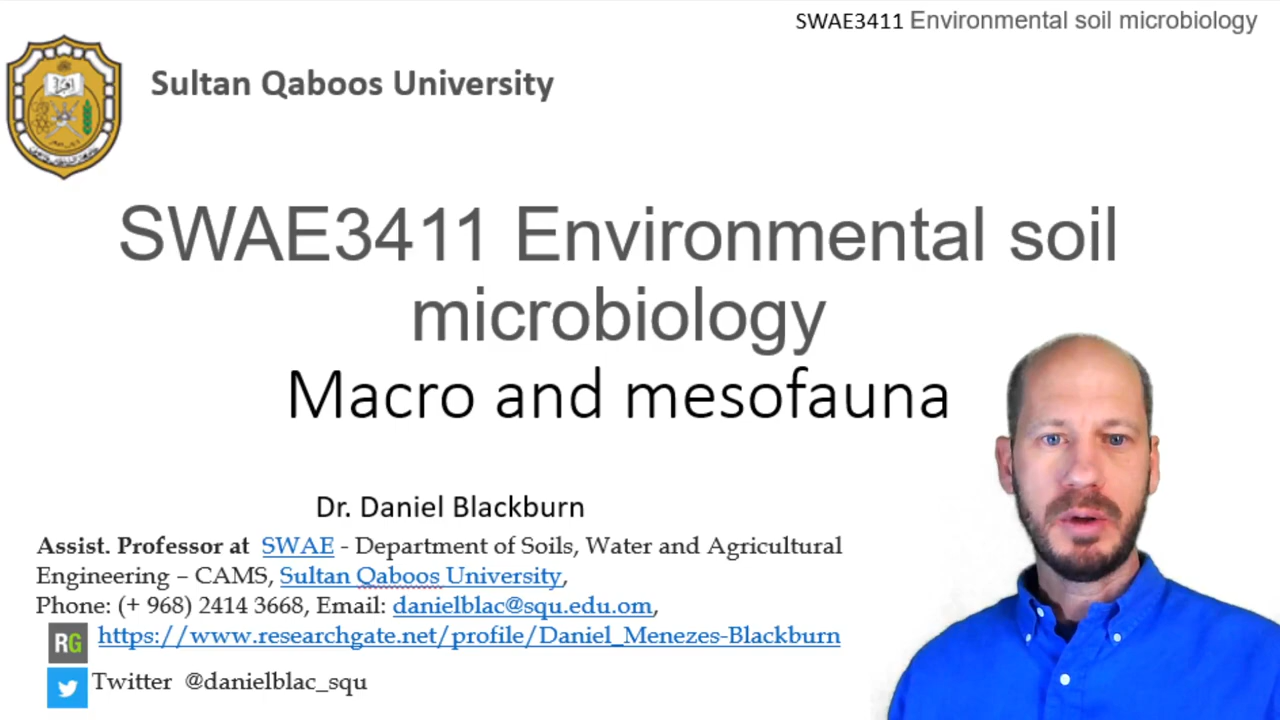 SWAE3411 Environmental soil microbiology
Sultan Qaboos University
SWAE3411 Environmental soil
microbiology
Macro and mesofauna
Dr. Daniel Blackburn
Assist. Professor at SWAE - Department of Soils, Water and Agricultural
Engineering – CAMS, Sultan Qaboos University,
Phone: (+ 968) 2414 3668, Email: danielblac@squ.edu.om,
RG https://www.researchgate.net/profile/Daniel_Menezes-Blackburn
Twitter @danielblac_squ